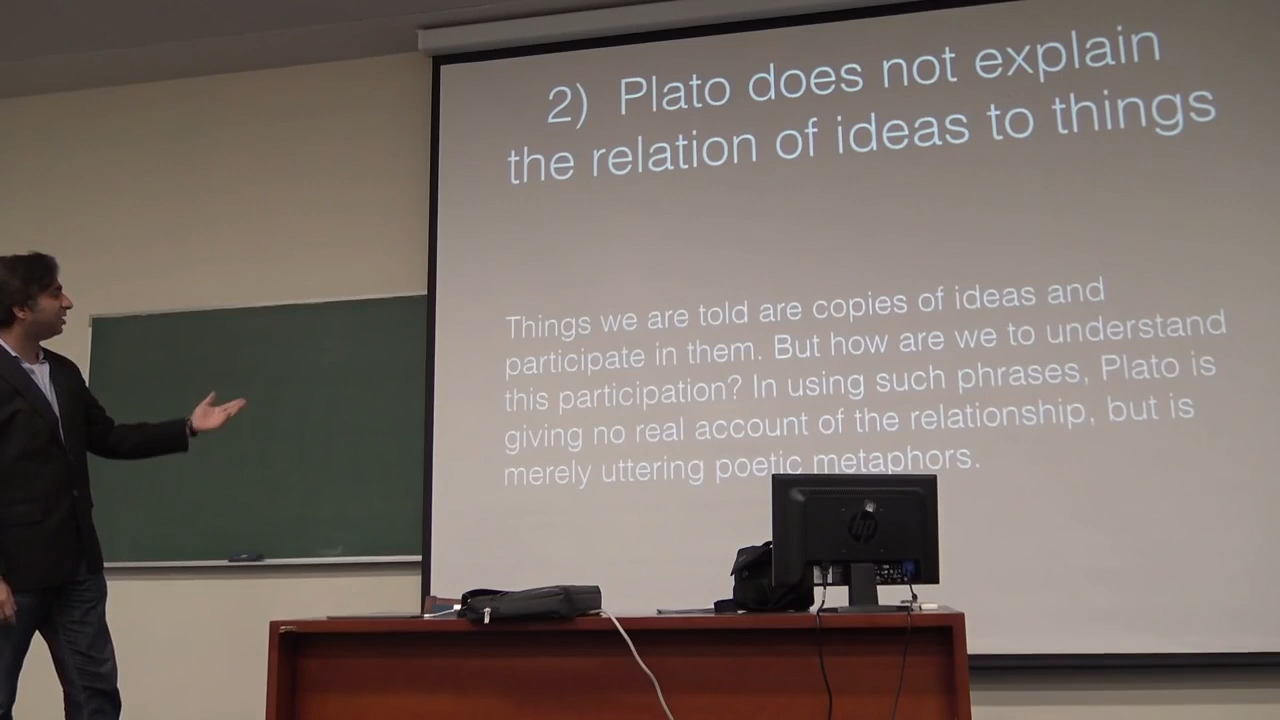 2) Plato does not explain
the relation of ideas to things
Things we are told are copies of ideas and
participate in them. But how are we to understand
this participation? In using such phrases, Plato is
giving no real account of the relationship, but is
merely uttering poetic metaphors.
hp